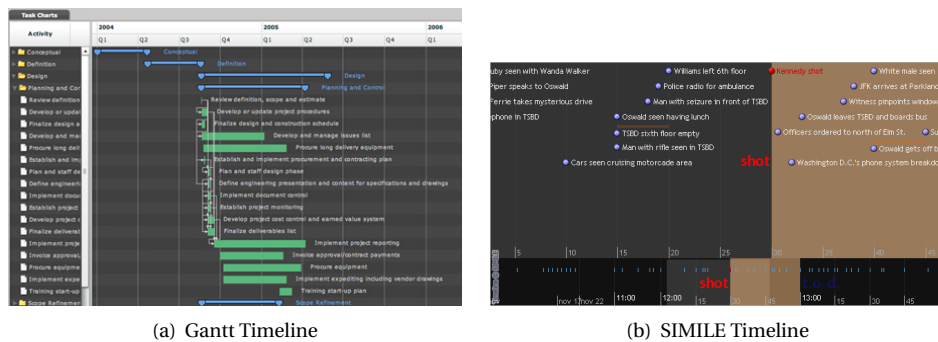 Task Charts
Activity
2004 2005 2006
Q1 Q2 Q3 Q4 Q1 Q2 Q3 Q4 Q1
Conceptual Conceptual
Definition Definition
Design Design
Planning and Cor Planning and Control
Review definition Review definition, scope and estimate
Develop or updat Develop or update project procedures
Finalize design a Finalize design and construction schedule
Develop and ma Develop and manage issues list
Procure long deli Procure long delivery equipment
Establish and im Establish and implement procurement and contracting plan
Plan and staff de Plan and staff design phase
Define engineeri Define engineering presentation and content for specifications and drawings
Implement docu Implement document control
Establish project Establish project monitoring
Develop project c Develop project cost control and earned value system
Finalize deliverat Finalize deliverables list
Implement proje Implement project reporting
Invoice approval, Invoice approval/contract payments
Procure equipme Procure equipment
Implement expe Implement expediting including vendor drawings
Training start-up Training start-up plan
Scope Refinemer Scope Refinement
(a) Gantt Timeline
uby seen with Wanda Walker Williams left 6th floor Kennedy shot White male seen
Piper speaks to Oswald Police radio for ambulance JFK arrives at Parkland
Ferrie takes mysterious drive Man with seizure in front of TSBD Witness pinpoints window
phone in TSBD Oswald seen having lunch Oswald leaves TSBD and boards bus
TSBD sixth floor empty Officers ordered to north of Elm St. Su
Man with rifle seen in TSBD Oswald gets off b
Cars seen cruising motorcade area shot Washington D.C.'s phone system breakdo
5 10 15 20 25 30 35 40 45
shot t.o.d.
nov 17 nov 22 11:00 12:00 15 30 45 13:00 15 30 45
(b) SIMILE Timeline